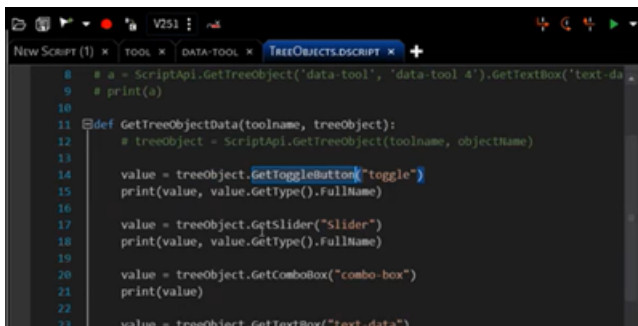 V251
New Script (1) × TOOL × DATA-TOOL × TreeObjects.dscript ×
8 # a = ScriptApi.GetTreeObject('data-tool', 'data-tool 4').GetTextBox('text-da
9 # print(a)
10
11 def GetTreeObjectData(toolname, treeObject):
12 # treeObject = ScriptApi.GetTreeObject(toolname, objectName)
13
14 value = treeObject.GetToggleButton("toggle")
15 print(value, value.GetType().FullName)
16
17 value = treeObject.GetSlider("Slider")
18 print(value, value.GetType().FullName)
19
20 value = treeObject.GetComboBox("combo-box")
21 print(value)
22
23 value = treeObject.GetTextBox("text-data")